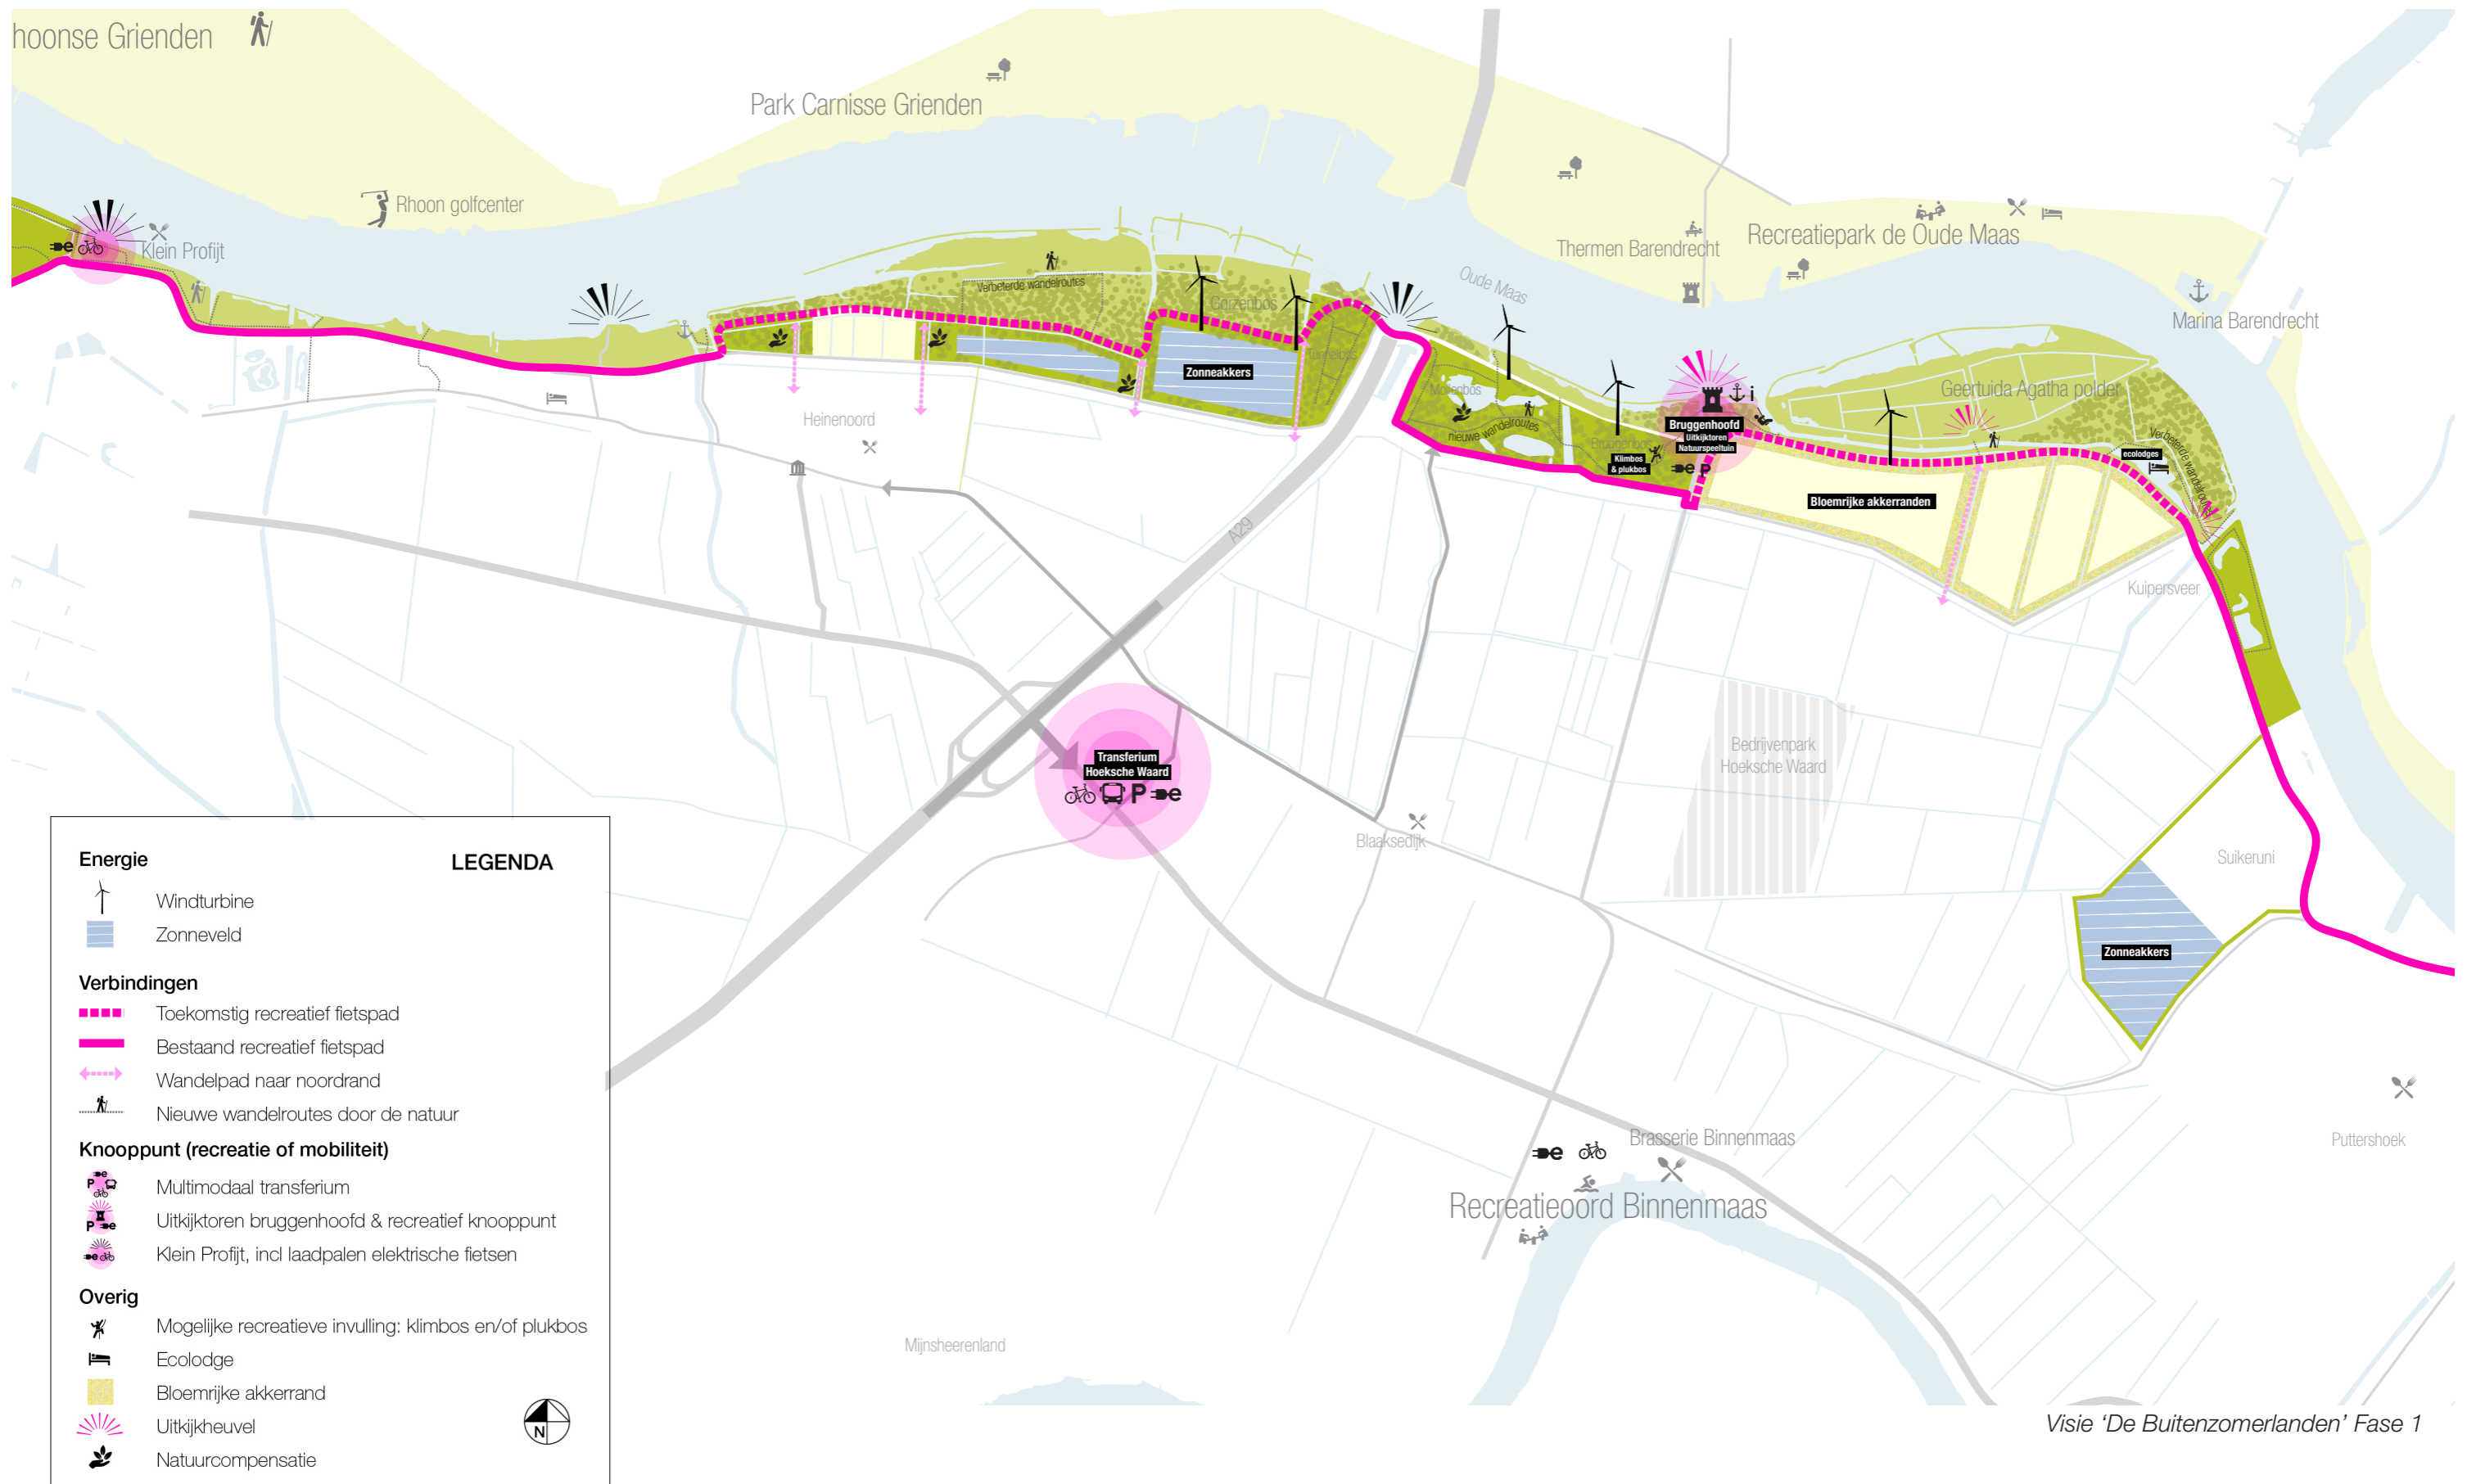 hoonse Grienden
Park Carnisse Grienden
Rhoon golfcenter
Klein Profijt
Verbeterde wandelroutes
Gorzenbos
Zonneakkers
Heinenoord
Oude Maas
Thermen Barendrecht
Recreatiepark de Oude Maas
Marina Barendrecht
Geertuida Agatha polder
nieuwe wandelroutes
Bruggenbos
Klimbos
& plukbos
i
Bruggenhoofd
Uitkijktoren
Natuurspeeltuin
e P
ecolodges
Verbeterde wandelroutes
Bloemrijke akkerranden
Kuipersveer
A29
Transferium
Hoeksche Waard
P e
Bedrijvenpark
Hoeksche Waard
Blaaksedijk
Suikeruni
Zonneakkers
Brasserie Binnenmaas
e
Recreatieoord Binnenmaas
Puttershoek
Mijnsheerenland
LEGENDA
Energie
Windturbine
Zonneveld
Verbindingen
Toekomstig recreatief fietspad
Bestaand recreatief fietspad
Wandelpad naar noordrand
Nieuwe wandelroutes door de natuur
Knooppunt (recreatie of mobiliteit)
Multimodaal transferium
Uitkijktoren bruggenhoofd & recreatief knooppunt
Klein Profijt, incl laadpalen elektrische fietsen
Overig
Mogelijke recreatieve invulling: klimbos en/of plukbos
Ecolodge
Bloemrijke akkerrand
Uitkijkheuvel
Natuurcompensatie
N
Visie ‘De Buitenzomerlanden’ Fase 1